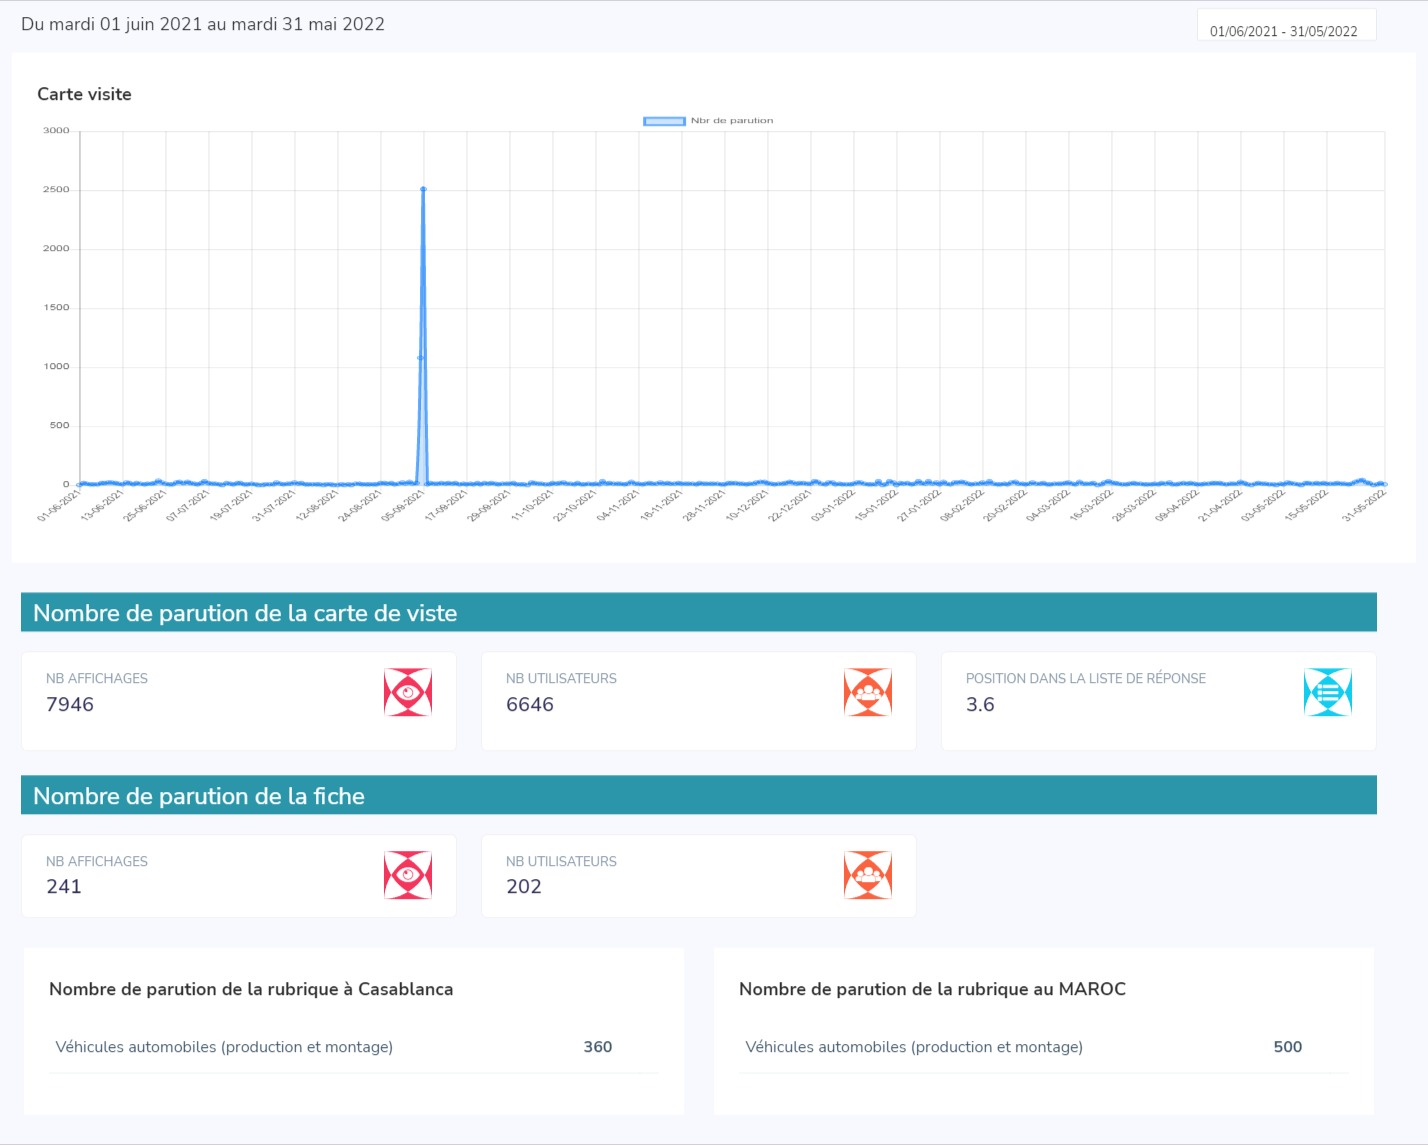 Du mardi 01 juin 2021 au mardi 31 mai 2022
01/06/2021 - 31/05/2022
Carte visite
Nbr de parution
3000
2500
2000
1500
1000
500
0
01-06-2021
13-06-2021
25-06-2021
07-07-2021
19-07-2021
31-07-2021
12-08-2021
24-08-2021
05-09-2021
17-09-2021
29-09-2021
11-10-2021
23-10-2021
04-11-2021
16-11-2021
28-11-2021
10-12-2021
22-12-2021
03-01-2022
15-01-2022
27-01-2022
08-02-2022
20-02-2022
04-03-2022
16-03-2022
28-03-2022
09-04-2022
21-04-2022
03-05-2022
15-05-2022
31-05-2022
Nombre de parution de la carte de viste
NB AFFICHAGES
7946
NB UTILISATEURS
6646
POSITION DANS LA LISTE DE RÉPONSE
3.6
Nombre de parution de la fiche
NB AFFICHAGES
241
NB UTILISATEURS
202
Nombre de parution de la rubrique à Casablanca
Véhicules automobiles (production et montage) 360
Nombre de parution de la rubrique au MAROC
Véhicules automobiles (production et montage) 500